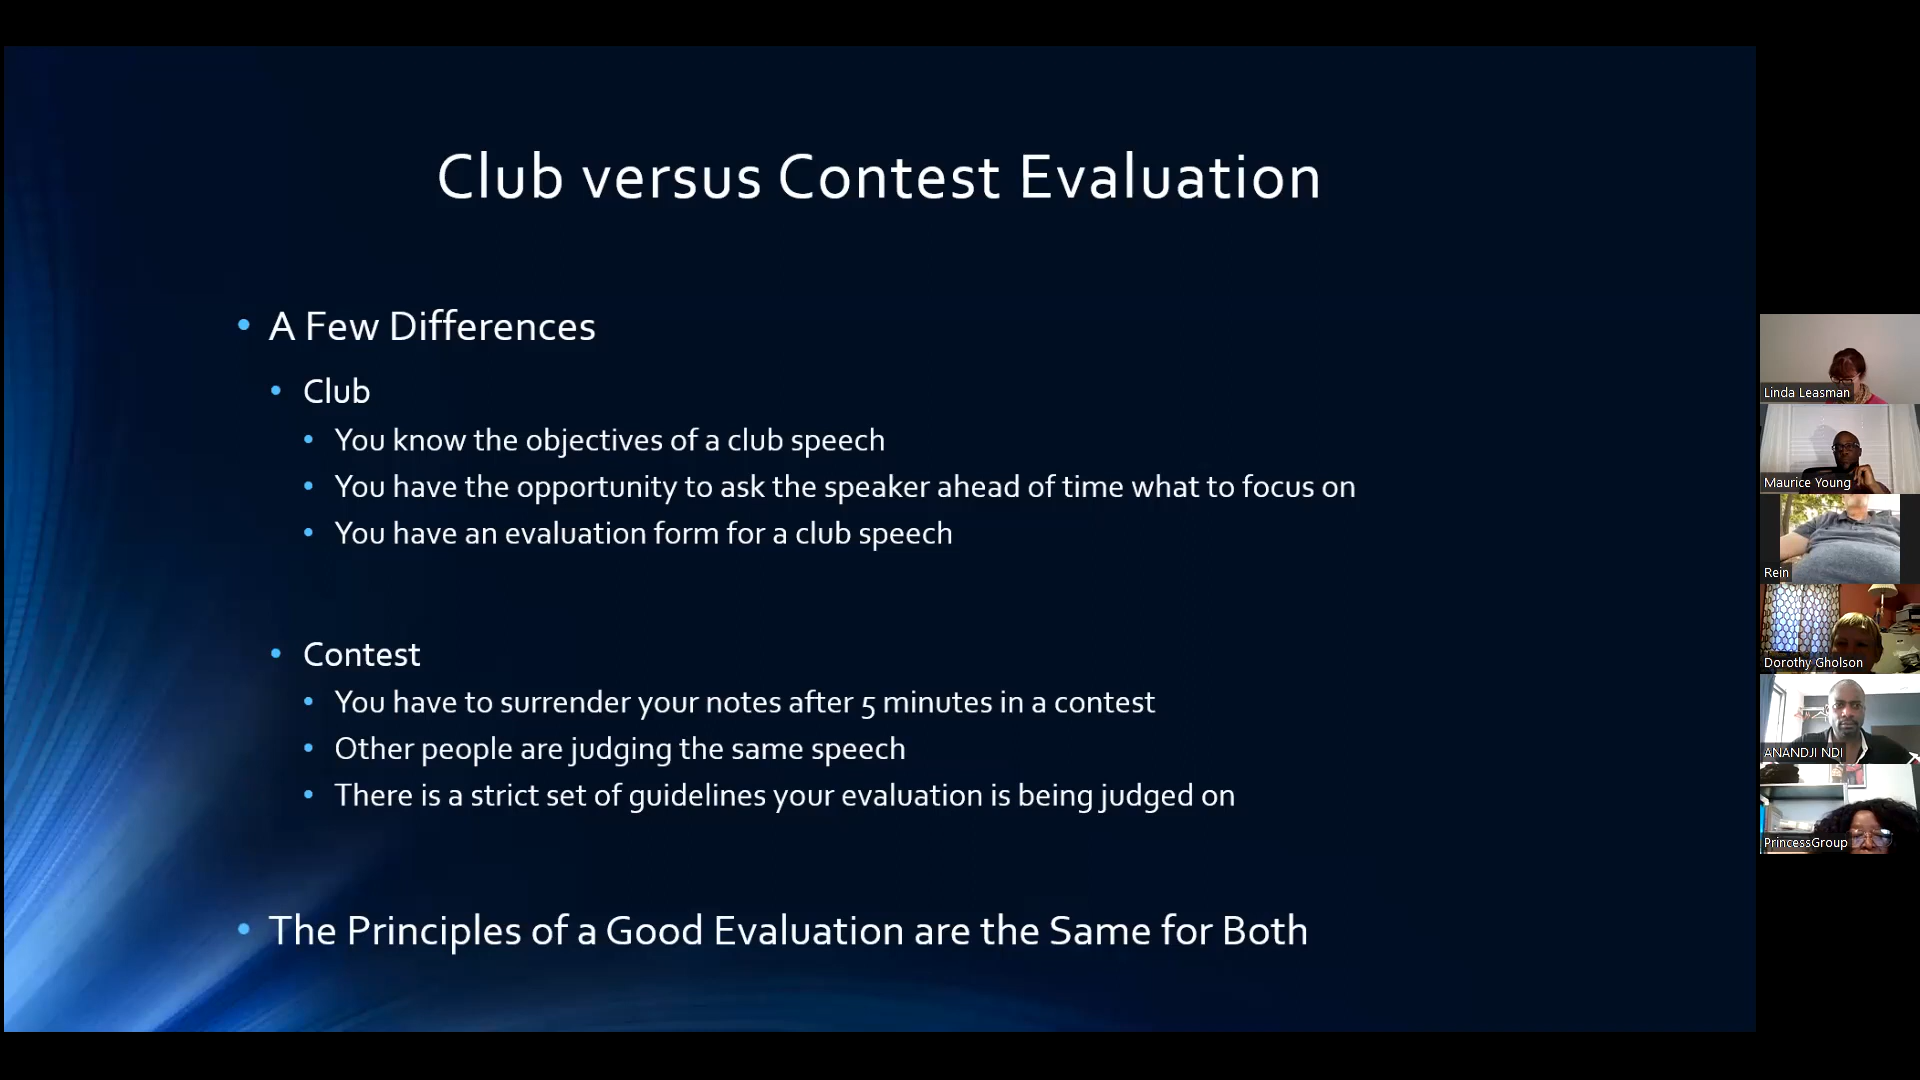 Club versus Contest Evaluation
A Few Differences
Club
You know the objectives of a club speech
You have the opportunity to ask the speaker ahead of time what to focus on
You have an evaluation form for a club speech
Contest
You have to surrender your notes after 5 minutes in a contest
Other people are judging the same speech
There is a strict set of guidelines your evaluation is being judged on
The Principles of a Good Evaluation are the Same for Both
Linda Leasman
Maurice Young
Rein
Dorothy Gholson
ANANDJI NDI
PrincessGroup